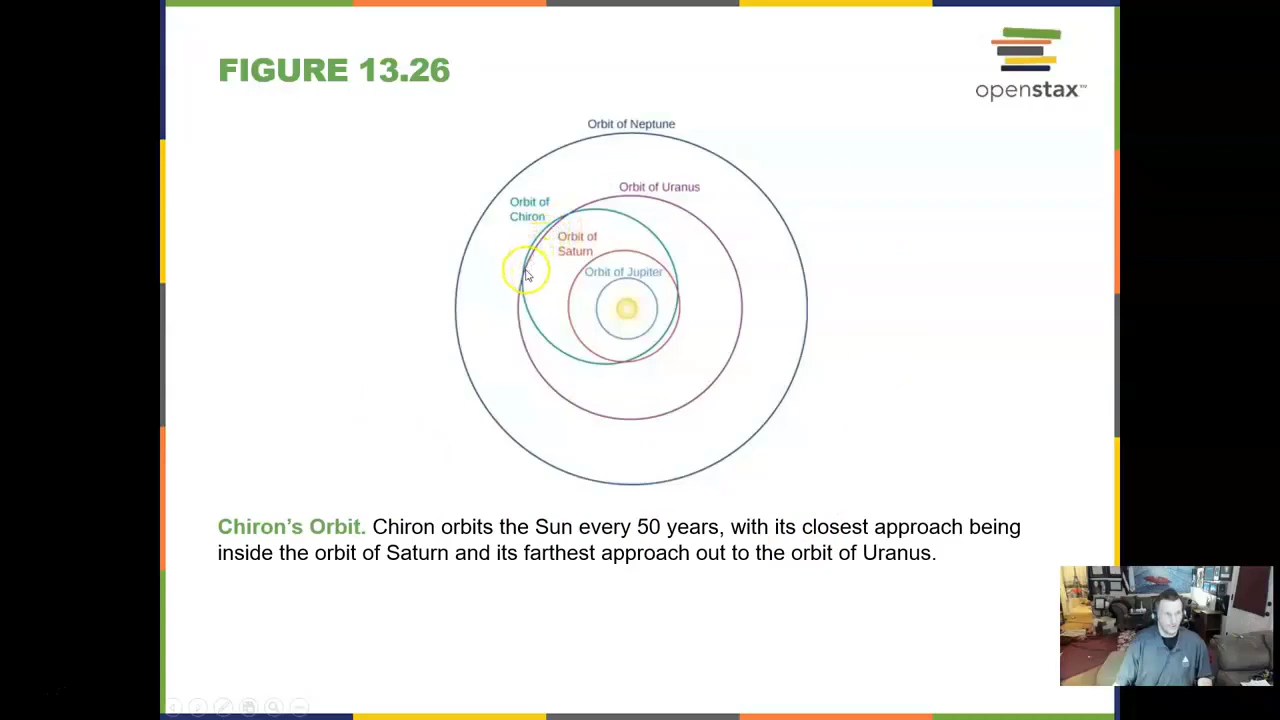 FIGURE 13.26
openstax™
Orbit of Neptune
Orbit of Uranus
Orbit of
Chiron
Orbit of
Saturn
Orbit of Jupiter
Chiron’s Orbit. Chiron orbits the Sun every 50 years, with its closest approach being
inside the orbit of Saturn and its farthest approach out to the orbit of Uranus.